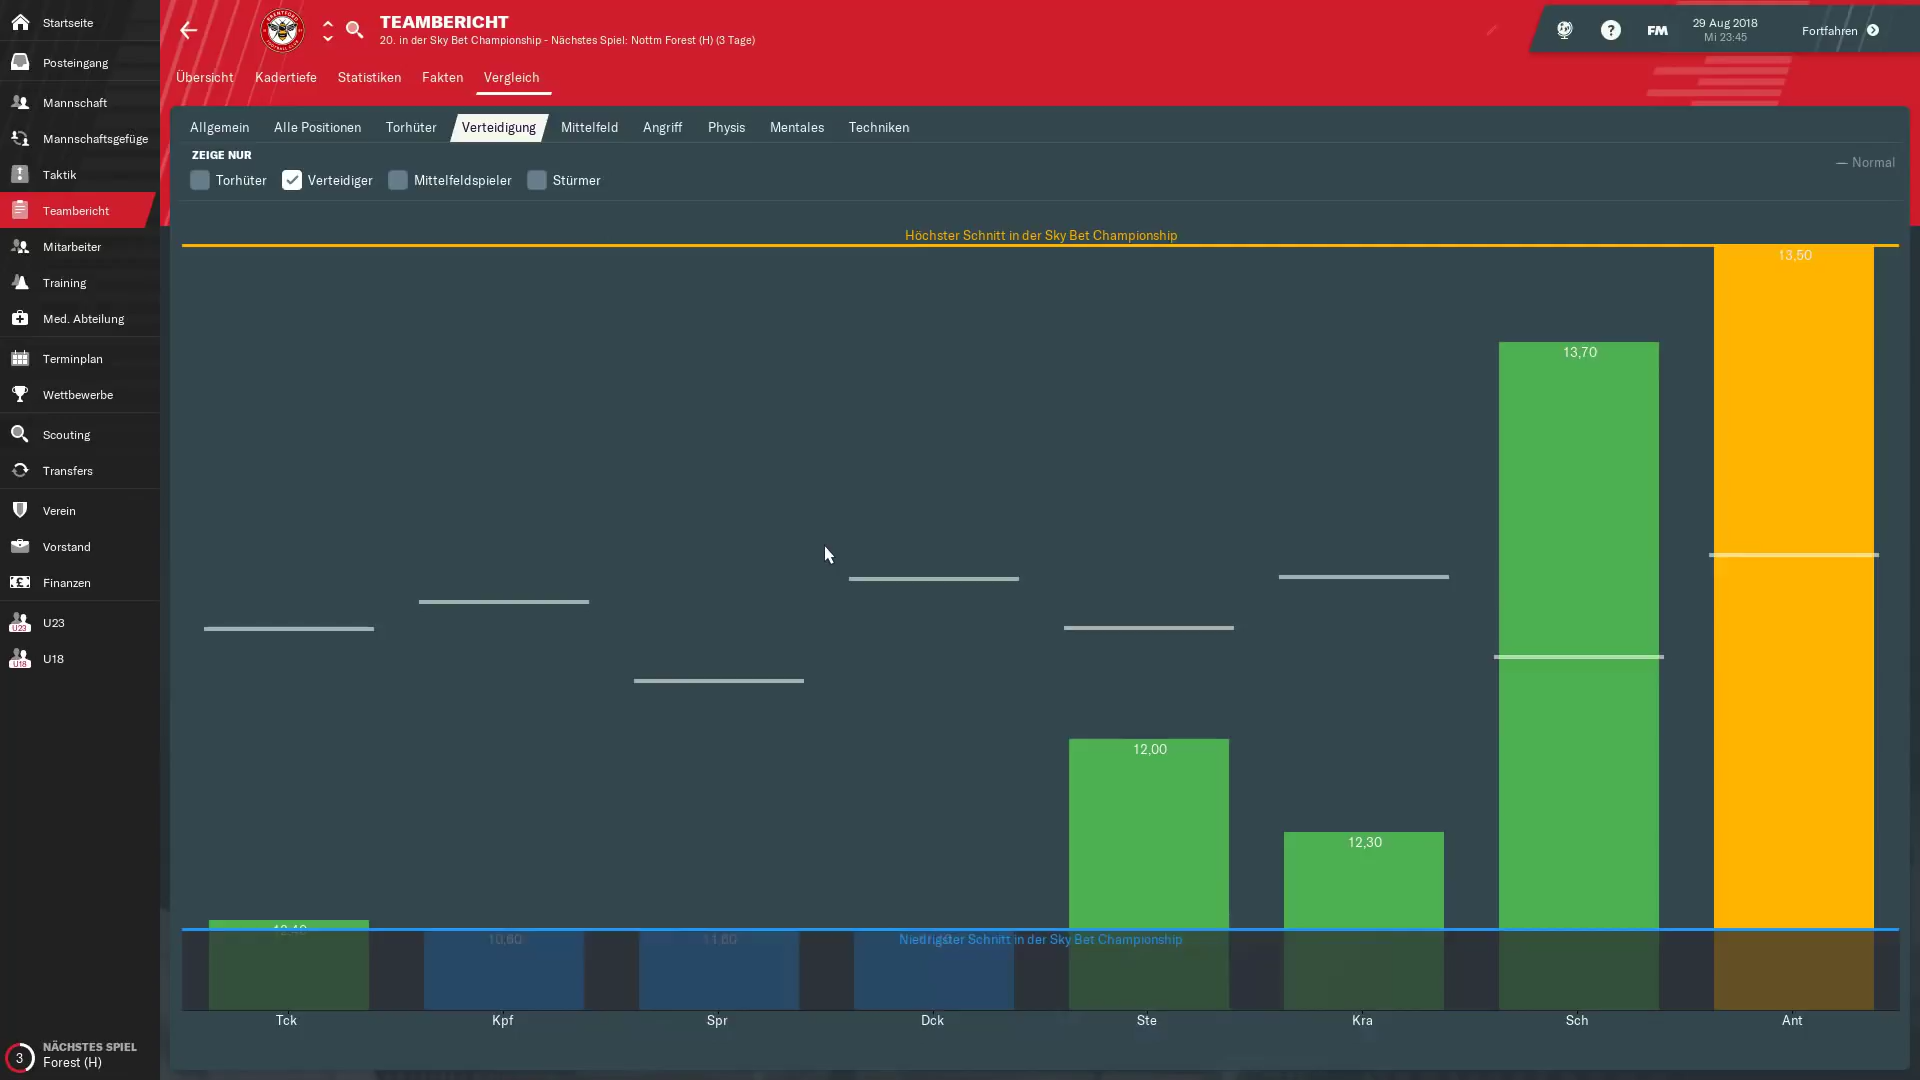 Startseite
Posteingang
Mannschaft
Mannschaftsgefüge
Taktik
Teambericht
Mitarbeiter
Training
Med. Abteilung
Terminplan
Wettbewerbe
Scouting
Transfers
Verein
Vorstand
Finanzen
U23 U23
U18 U18
3 NÄCHSTES SPIEL
Forest (H)
TEAMBERICHT
20. in der Sky Bet Championship - Nächstes Spiel: Nottm Forest (H) (3 Tage)
? FM 29 Aug 2018
Mi 23:45
Fortfahren
Übersicht Kadertiefe Statistiken Fakten Vergleich
Allgemein Alle Positionen Torhüter Verteidigung Mittelfeld Angriff Physis Mentales Techniken
ZEIGE NUR
Torhüter Verteidiger Mittelfeldspieler Stürmer
Normal
Höchster Schnitt in der Sky Bet Championship
13,50
13,70
12,00
12,30
12,40
10,60 11,60
Niedrigster Schnitt in der Sky Bet Championship
Tck Kpf Spr Dck Ste Kra Sch Ant